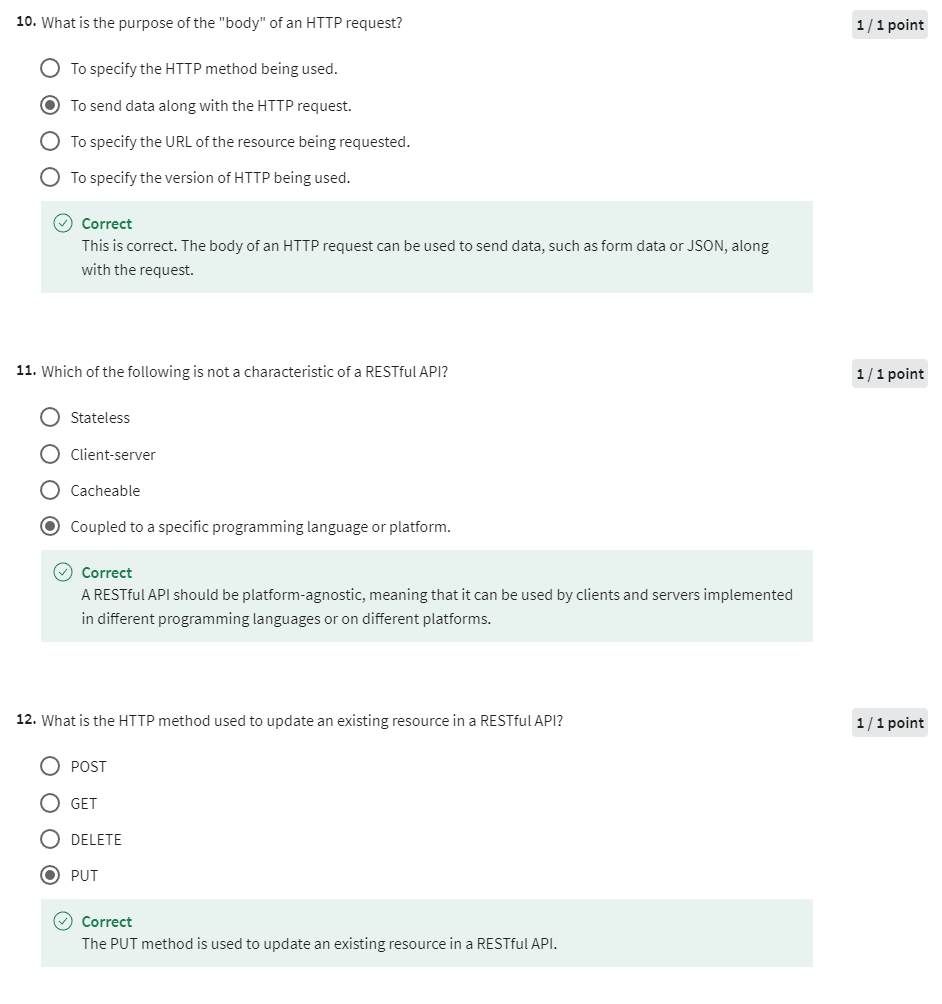 10. What is the purpose of the "body" of an HTTP request?
1 / 1 point
To specify the HTTP method being used.
To send data along with the HTTP request.
To specify the URL of the resource being requested.
To specify the version of HTTP being used.
Correct
This is correct. The body of an HTTP request can be used to send data, such as form data or JSON, along
with the request.
11. Which of the following is not a characteristic of a RESTful API?
1 / 1 point
Stateless
Client-server
Cacheable
Coupled to a specific programming language or platform.
Correct
A RESTful API should be platform-agnostic, meaning that it can be used by clients and servers implemented
in different programming languages or on different platforms.
12. What is the HTTP method used to update an existing resource in a RESTful API?
1 / 1 point
POST
GET
DELETE
PUT
Correct
The PUT method is used to update an existing resource in a RESTful API.